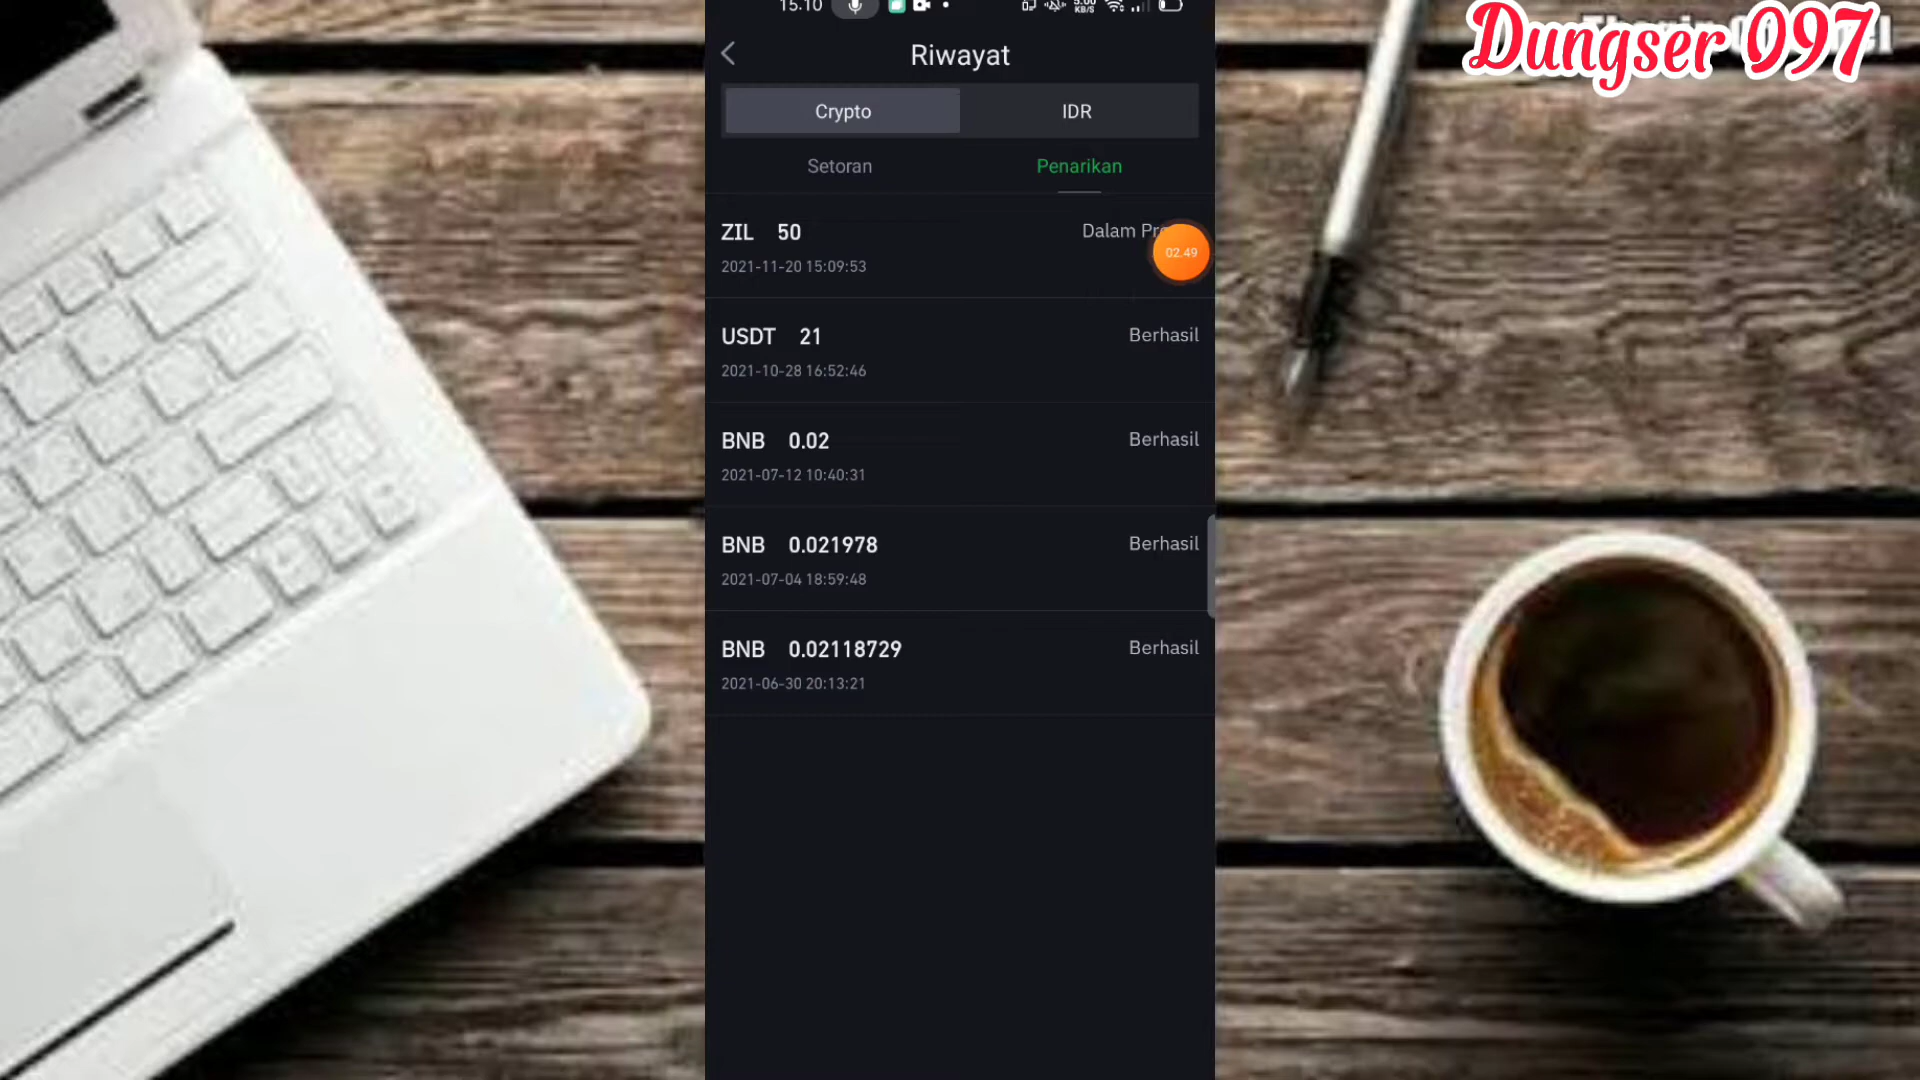 15.10
5.00
KB/S
Dungser 097
Riwayat
Crypto
IDR
Setoran
Penarikan
ZIL 50
Dalam
2021-11-20 15:09:53
02.49
USDT 21
Berhasil
2021-10-28 16:52:46
BNB 0.02
Berhasil
2021-07-12 10:40:31
BNB 0.021978
Berhasil
2021-07-04 18:59:48
BNB 0.02118729
Berhasil
2021-06-30 20:13:21